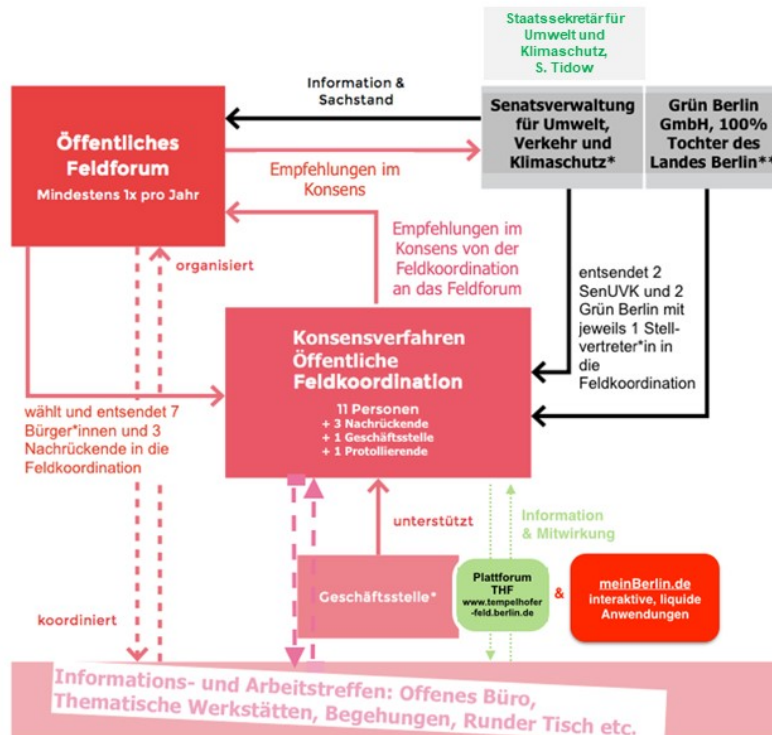 Staatssekretär für
Umwelt und
Klimaschutz,
S. Tidow
Information &
Sachstand
Öffentliches
Feldforum
Mindestens 1x pro Jahr
Senatsverwaltung
für Umwelt,
Verkehr und
Klimaschutz*
Grün Berlin
GmbH, 100%
Tochter des
Landes Berlin**
Empfehlungen im
Konsens
organisiert
Empfehlungen im
Konsens von der
Feldkoordination
an das Feldforum
entsendet 2
SenUVK und 2
Grün Berlin mit
jeweils 1 Stell-
vertreter*in in
die
Feldkoordination
Konsensverfahren
Öffentliche
Feldkoordination
11 Personen
+ 3 Nachrückende
+ 1 Geschäftsstelle
+ 1 Protollierende
wählt und entsendet 7
Bürger*innen und 3
Nachrückende in die
Feldkoordination
unterstützt
Information
& Mitwirkung
Geschäftsstelle*
Plattforum
THF
www.tempelhofer
-feld.berlin.de
&
meinBerlin.de
interaktive, liquide
Anwendungen
koordiniert
Informations- und Arbeitstreffen: Offenes Büro,
Thematische Werkstätten, Begehungen, Runder Tisch etc.